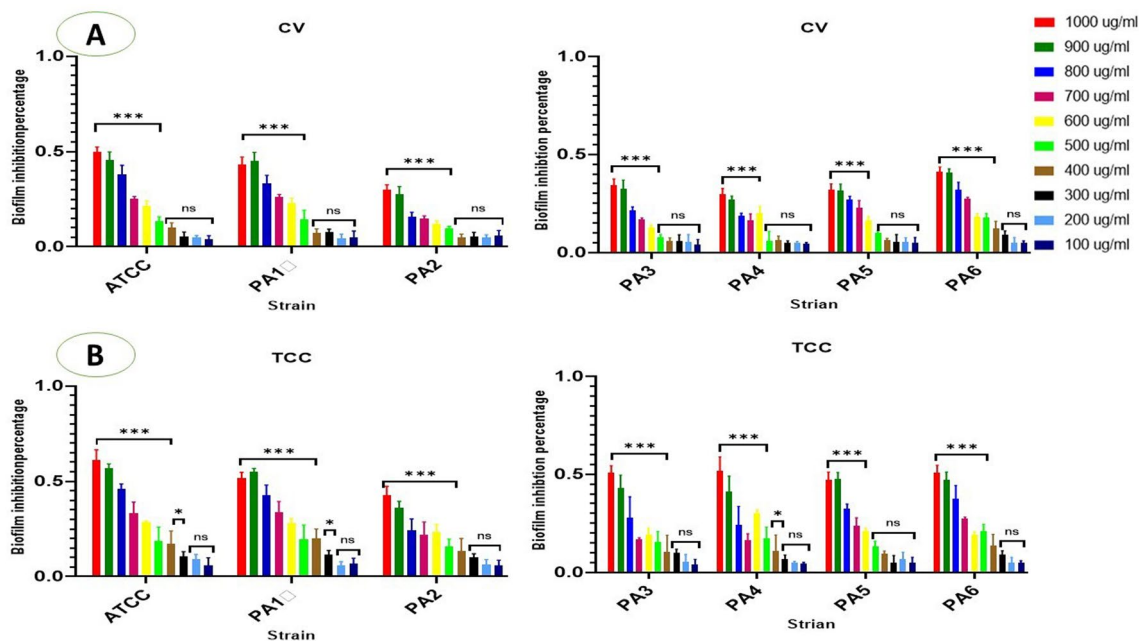 A
CV
Biofilm inhibitionpercentage
1.0
0.5
0.0
***
ns
***
ns
***
ns
ATCC
PA1□
PA2
Strain
CV
Biofilm inhibtion percentage
1.0
0.5
0.0
***
ns
***
ns
***
ns
***
ns
PA3
PA4
PA5
PA6
Strian
1000 ug/ml
900 ug/ml
800 ug/ml
700 ug/ml
600 ug/ml
500 ug/ml
400 ug/ml
300 ug/ml
200 ug/ml
100 ug/ml
B
TCC
Biofilm inhibitionpercentage
1.0
0.5
0.0
***
*
ns
***
*
ns
***
ns
ATCC
PA1□
PA2
Strain
TCC
Biofilm inhibtion percentage
1.0
0.5
0.0
***
ns
***
*
ns
***
ns
***
ns
PA3
PA4
PA5
PA6
Strian